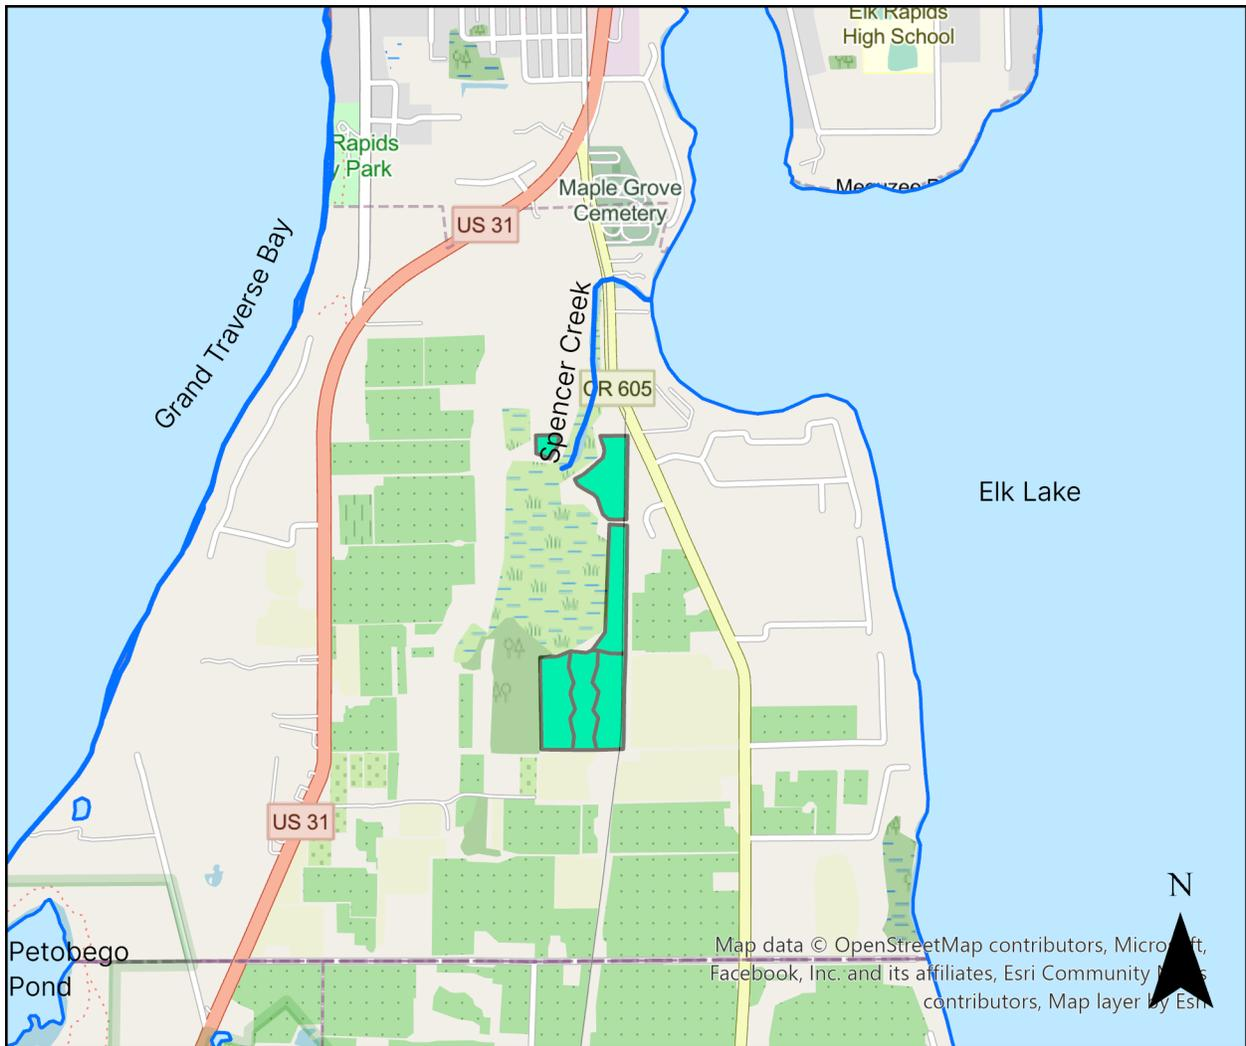 Elk Rapids
High School
Rapids
y Park
Maple Grove
Cemetery
US 31
Grand Traverse Bay
Spencer Creek
CR 605
Elk Lake
US 31
N
Petobego
Pond
Map data © OpenStreetMap contributors, Microsoft,
Facebook, Inc. and its affiliates, Esri Community
contributors, Map layer by Esri